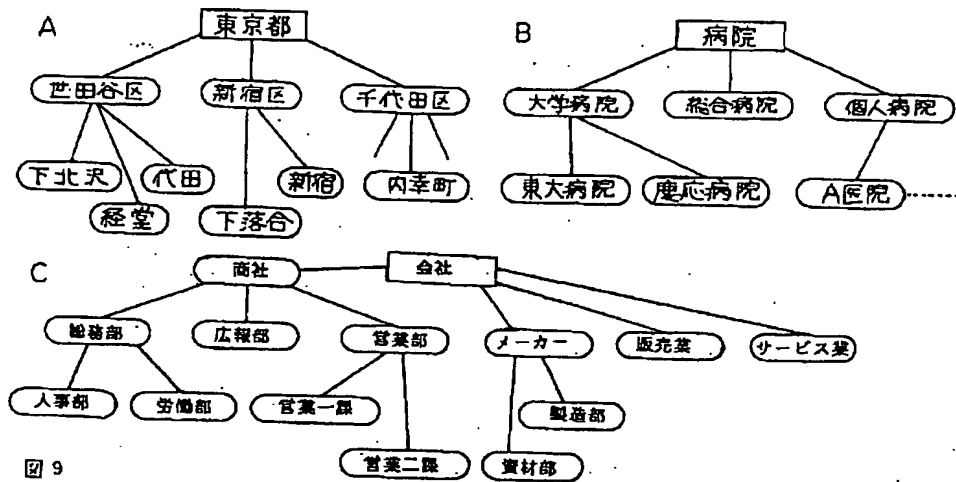 A
東京都
世田谷区
新宿区
千代田区
下北沢
代田
新宿
内幸町
経堂
下落合
B
病院
大学病院
総合病院
個人病院
東大病院
慶応病院
A医院
C
商社
会社
総務部
広報部
営業部
メーカー
販売業
サービス業
人事部
労働部
営業一課
製造部
営業二課
資材部
図 9